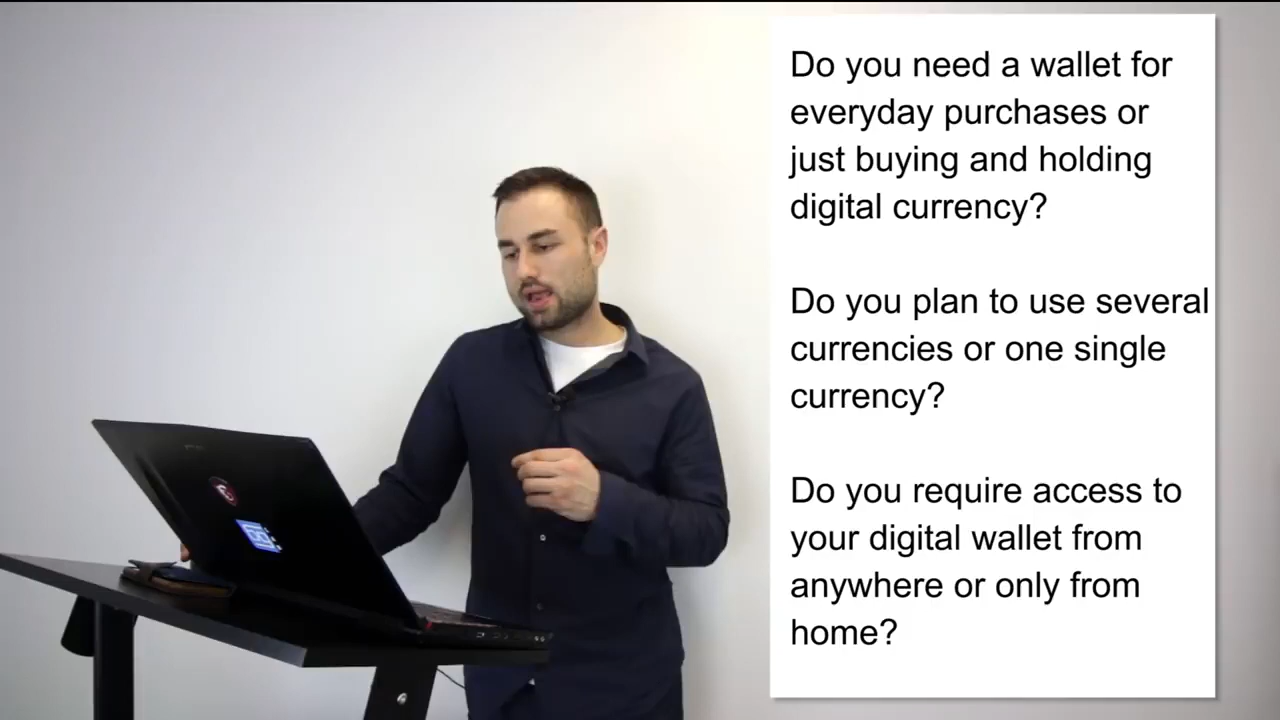 Do you need a wallet for
everyday purchases or
just buying and holding
digital currency?
Do you plan to use several
currencies or one single
currency?
Do you require access to
your digital wallet from
anywhere or only from
home?